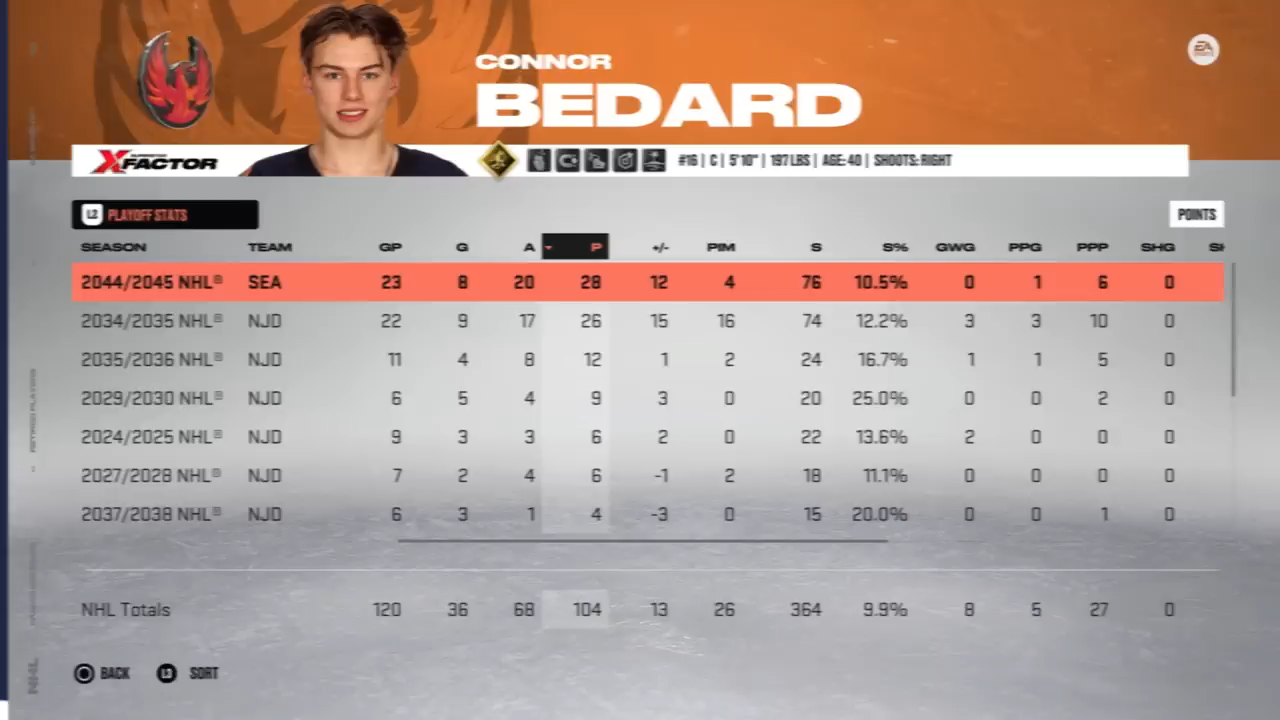 CONNOR
BEDARD
EA
SPORTS
X FACTOR
#16 | C | 5'10" | 197 LBS | AGE: 40 | SHOOTS: RIGHT
L2 PLAYOFF STATS
POINTS
SEASON TEAM GP G A P +/- PIM S S% GWG PPG PPP SHG
2044/2045 NHL® SEA 23 8 20 28 12 4 76 10.5% 0 1 6 0
2034/2035 NHL® NJD 22 9 17 26 15 16 74 12.2% 3 3 10 0
2035/2036 NHL® NJD 11 4 8 12 1 2 24 16.7% 1 1 5 0
2029/2030 NHL® NJD 6 5 4 9 3 0 20 25.0% 0 0 2 0
2024/2025 NHL® NJD 9 3 3 6 2 0 22 13.6% 2 0 0 0
2027/2028 NHL® NJD 7 2 4 6 -1 2 18 11.1% 0 0 0 0
2037/2038 NHL® NJD 6 3 1 4 -3 0 15 20.0% 0 0 1 0
NHL Totals 120 36 68 104 13 26 364 9.9% 8 5 27 0
BACK L3 SORT
RETIRED PLAYERS
NHL